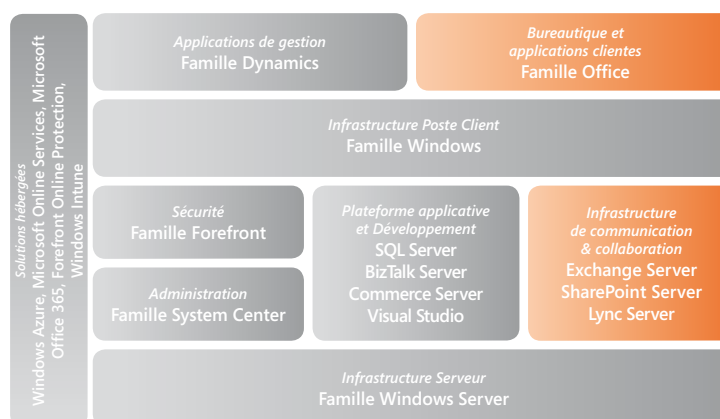 Solutions hébergées
Windows Azure, Microsoft Online Services, Microsoft
Office 365, Forefront Online Protection,
Windows Intune
Applications de gestion
Famille Dynamics
Bureautique et
applications clientes
Famille Office
Infrastructure Poste Client
Famille Windows
Sécurité
Famille Forefront
Administration
Famille System Center
Plateforme applicative
et Développement
SQL Server
BizTalk Server
Commerce Server
Visual Studio
Infrastructure
de communication
& collaboration
Exchange Server
SharePoint Server
Lync Server
Infrastructure Serveur
Famille Windows Server